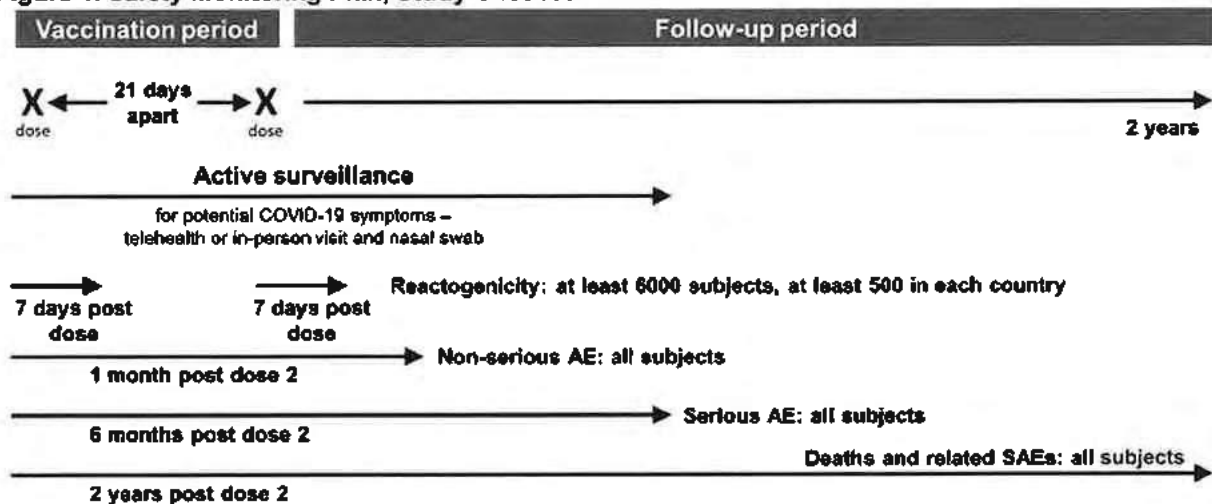 Vaccination period
Follow-up period
X
21 days
apart
X
dose
dose
2 years
Active surveillance
for potential COVID-19 symptoms –
telehealth or in-person visit and nasal swab
7 days post
dose
7 days post
dose
Reactogenicity: at least 6000 subjects, at least 500 in each country
Non-serious AE: all subjects
1 month post dose 2
Serious AE: all subjects
6 months post dose 2
Deaths and related SAEs: all subjects
2 years post dose 2